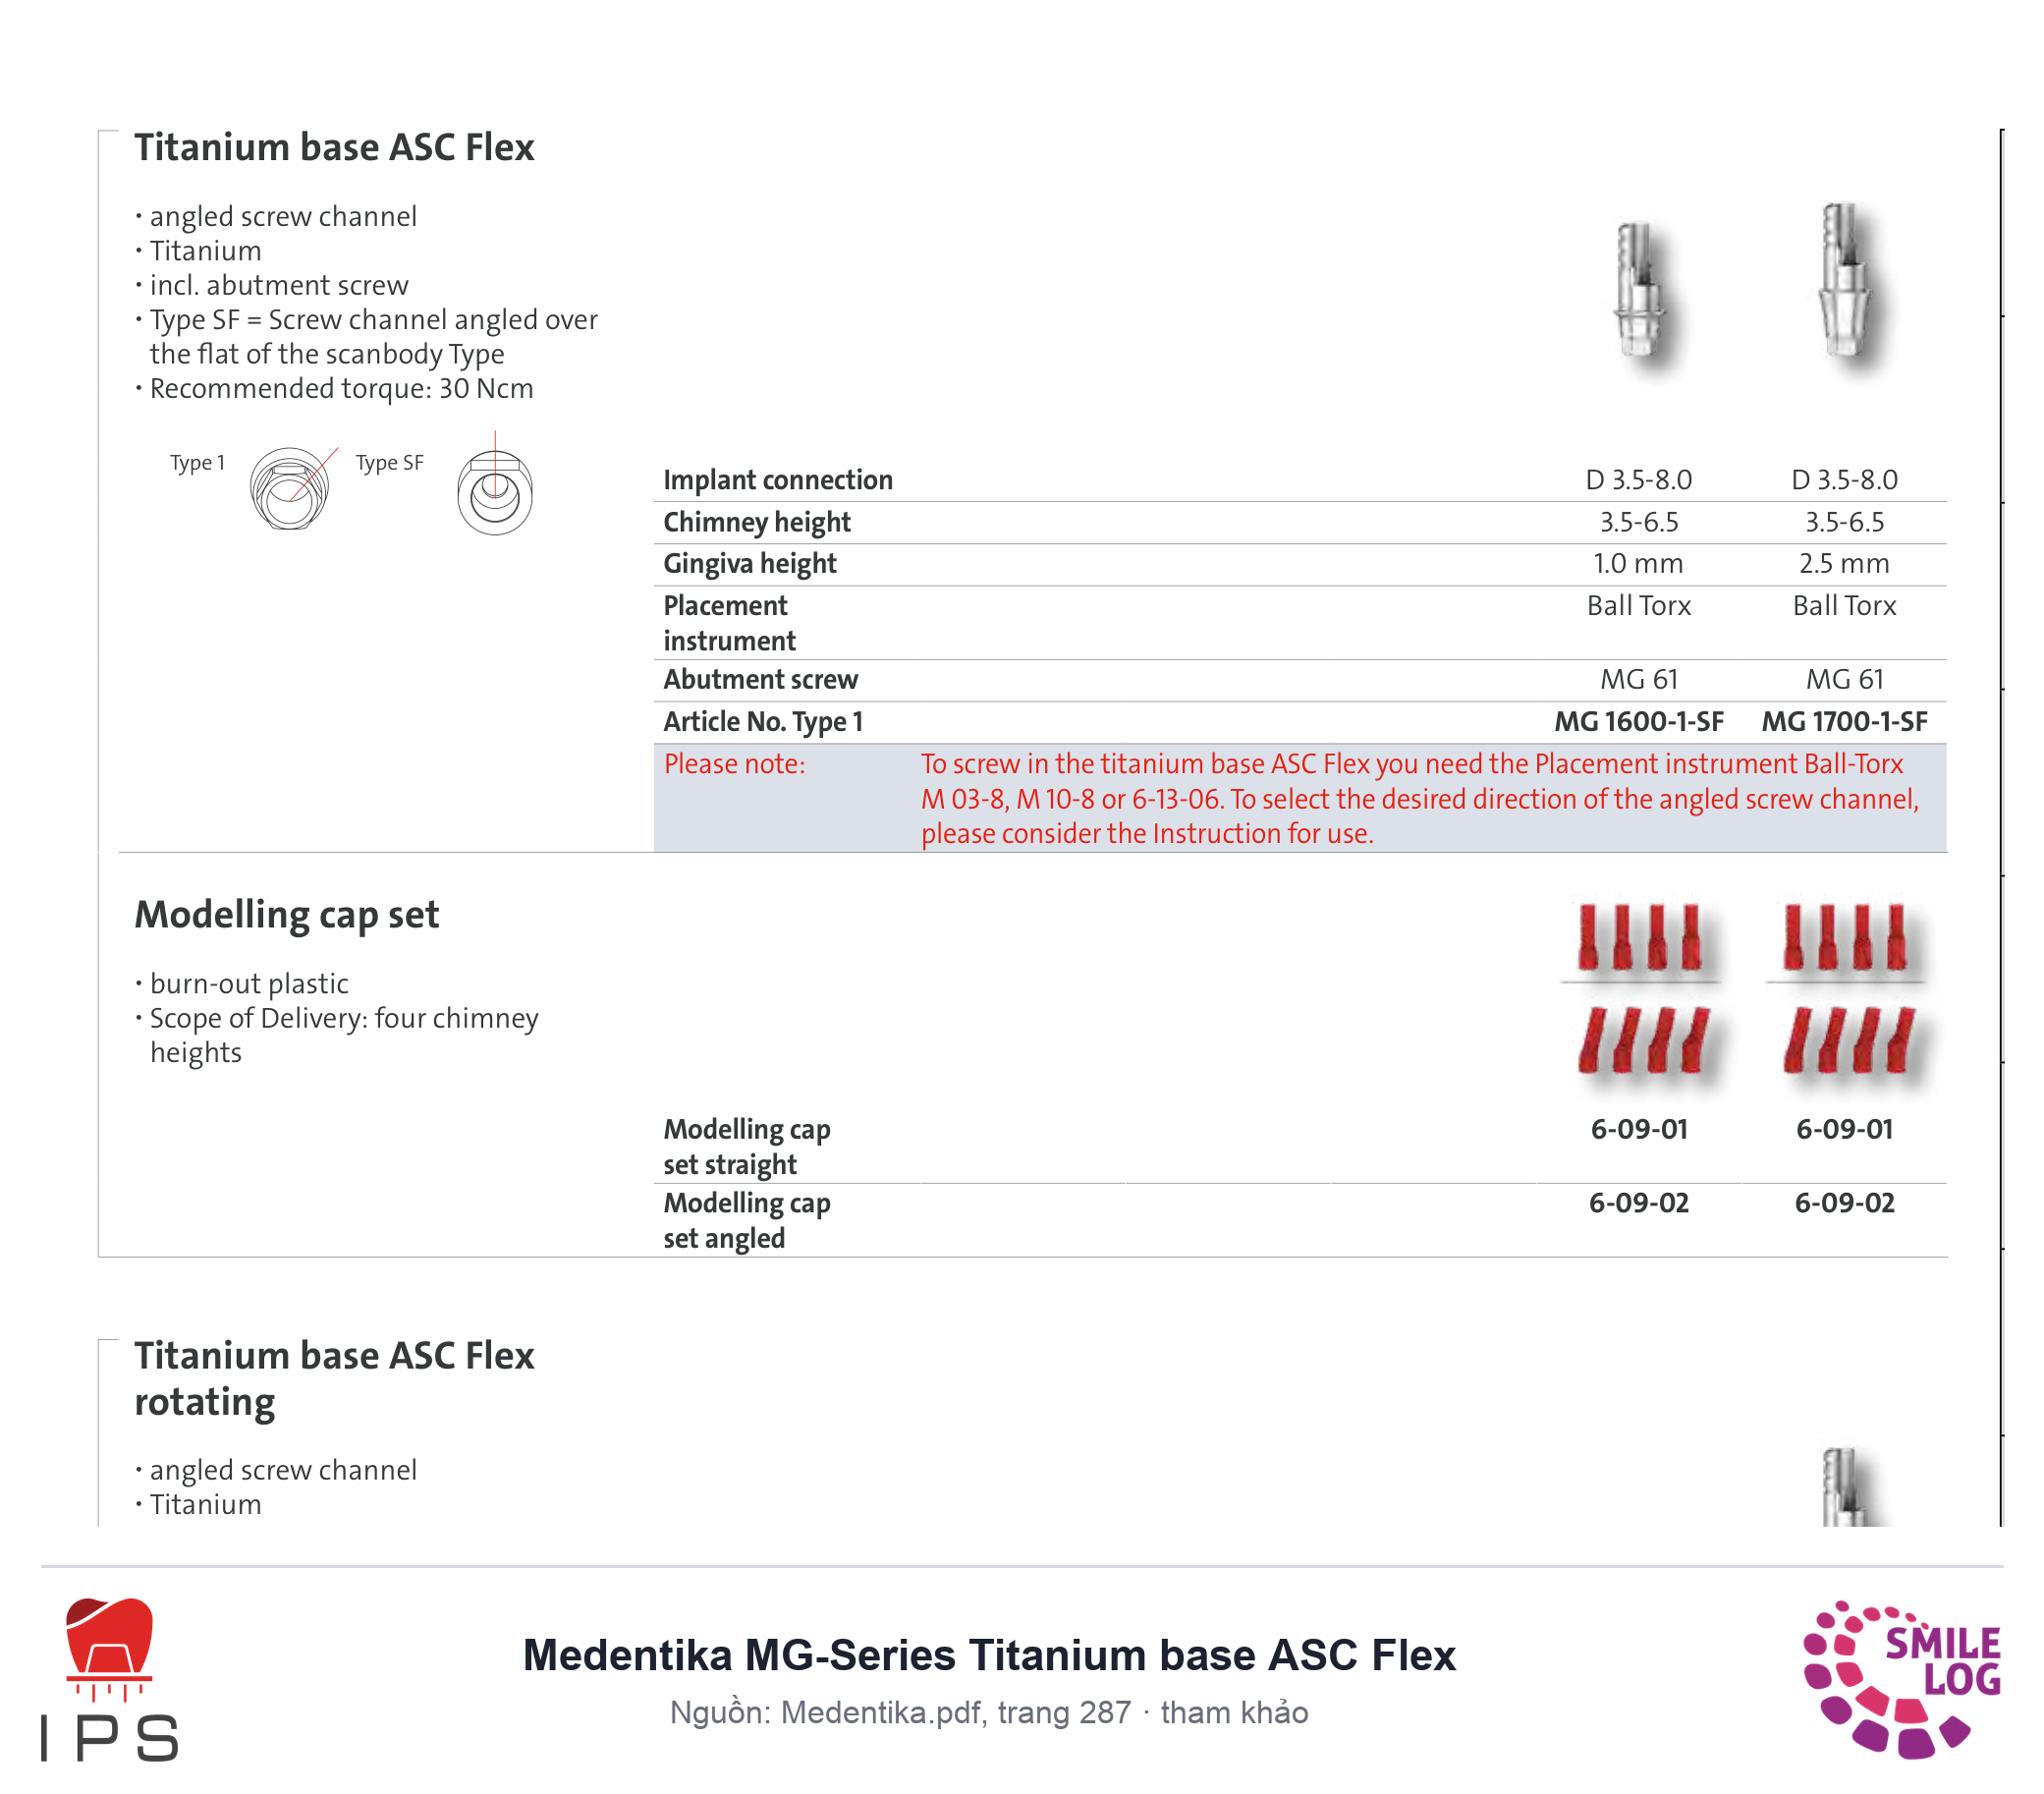 Titanium base ASC Flex
· angled screw channel
· Titanium
· incl. abutment screw
· Type SF = Screw channel angled over
the flat of the scanbody Type
· Recommended torque: 30 Ncm
Type 1 Type SF
Implant connection D 3.5-8.0 D 3.5-8.0
Chimney height 3.5-6.5 3.5-6.5
Gingiva height 1.0 mm 2.5 mm
Placement Ball Torx Ball Torx
instrument
Abutment screw MG 61 MG 61
Article No. Type 1 MG 1600-1-SF MG 1700-1-SF
Please note: To screw in the titanium base ASC Flex you need the Placement instrument Ball-Torx
M 03-8, M 10-8 or 6-13-06. To select the desired direction of the angled screw channel,
please consider the Instruction for use.
Modelling cap set
· burn-out plastic
· Scope of Delivery: four chimney
heights
Modelling cap 6-09-01 6-09-01
set straight
Modelling cap 6-09-02 6-09-02
set angled
Titanium base ASC Flex
rotating
· angled screw channel
· Titanium
IPS
Medentika MG-Series Titanium base ASC Flex
Nguồn: Medentika.pdf, trang 287 · tham khảo
SMILE
LOG